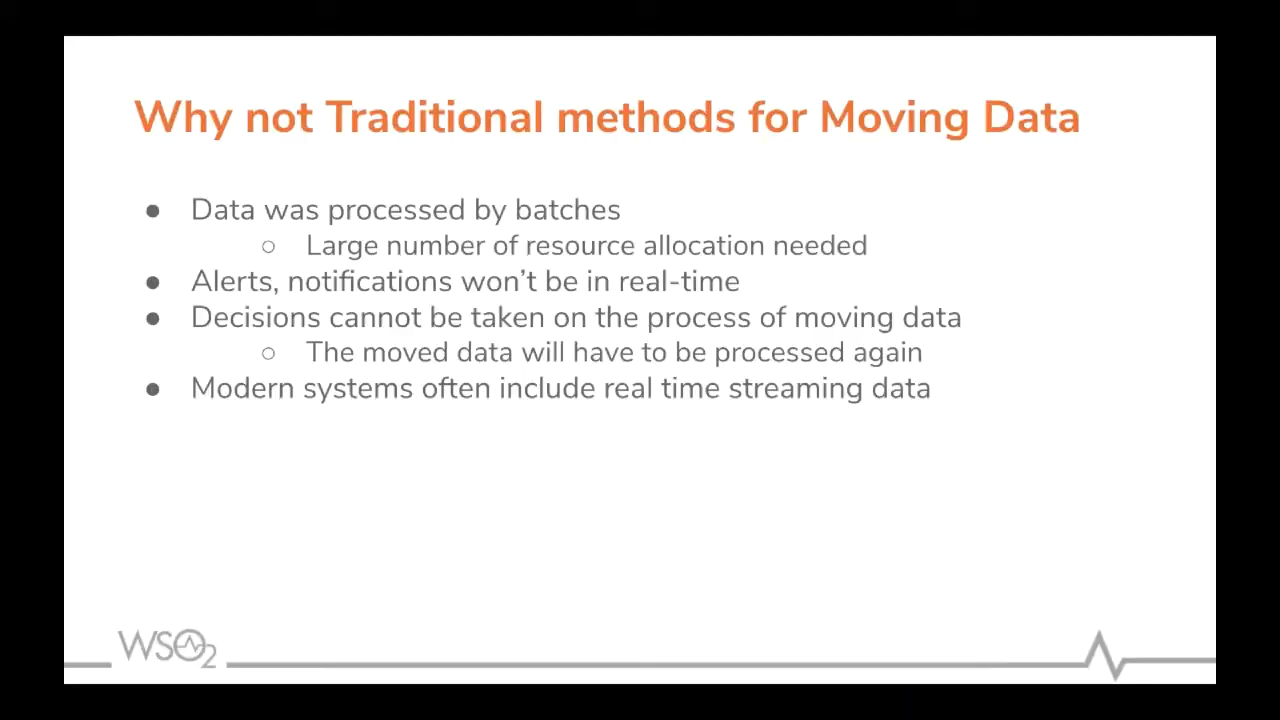 Why not Traditional methods for Moving Data
● Data was processed by batches
○ Large number of resource allocation needed
● Alerts, notifications won’t be in real-time
● Decisions cannot be taken on the process of moving data
○ The moved data will have to be processed again
● Modern systems often include real time streaming data
WSO2